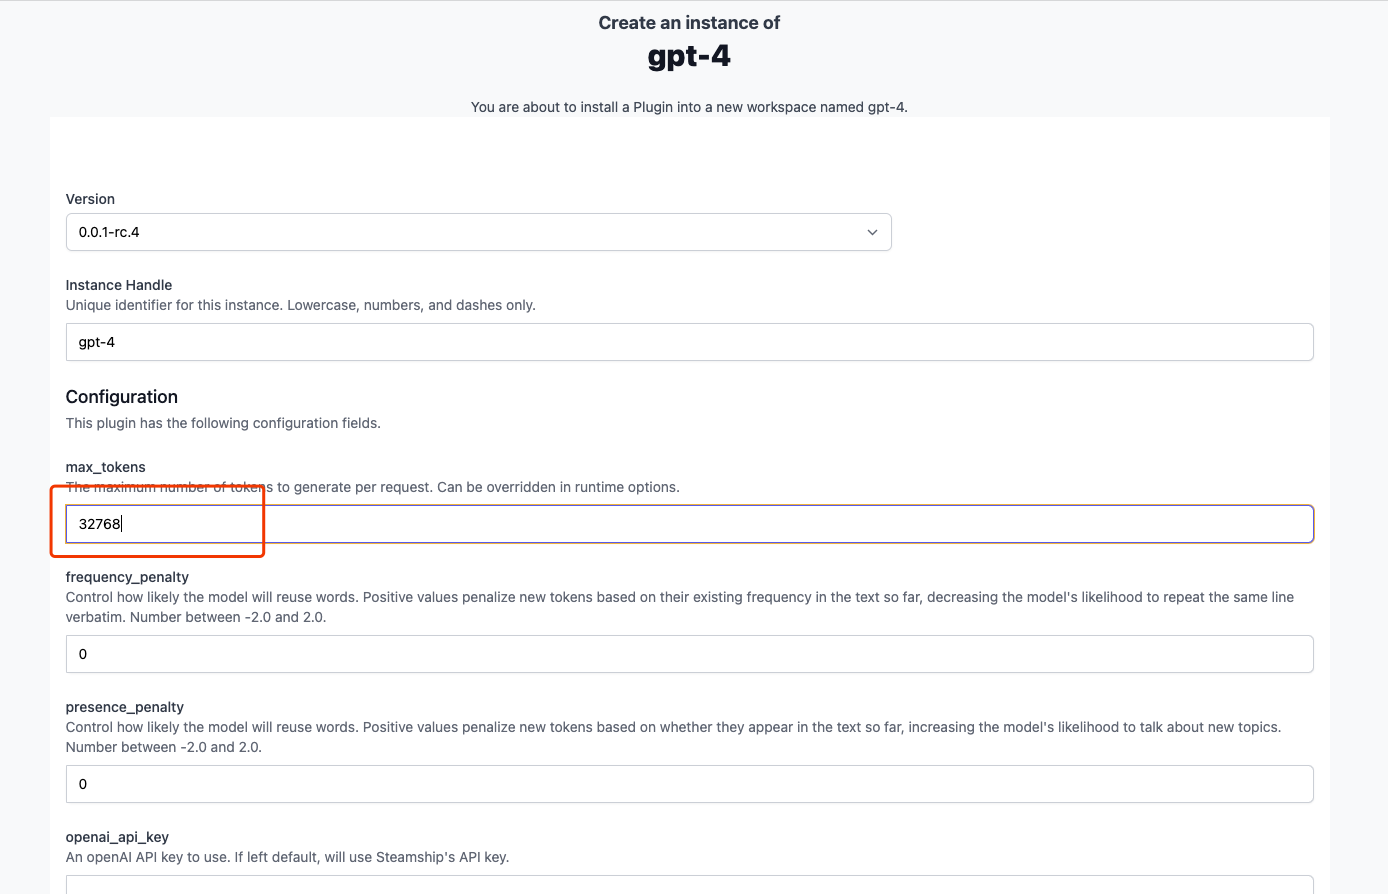 Create an instance of
gpt-4
You are about to install a Plugin into a new workspace named gpt-4.
Version
0.0.1-rc.4
Instance Handle
Unique identifier for this instance. Lowercase, numbers, and dashes only.
gpt-4
Configuration
This plugin has the following configuration fields.
max_tokens
The maximum number of tokens to generate per request. Can be overridden in runtime options.
32768
frequency_penalty
Control how likely the model will reuse words. Positive values penalize new tokens based on their existing frequency in the text so far, decreasing the model's likelihood to repeat the same line
verbatim. Number between -2.0 and 2.0.
0
presence_penalty
Control how likely the model will reuse words. Positive values penalize new tokens based on whether they appear in the text so far, increasing the model's likelihood to talk about new topics.
Number between -2.0 and 2.0.
0
openai_api_key
An openAI API key to use. If left default, will use Steamship's API key.